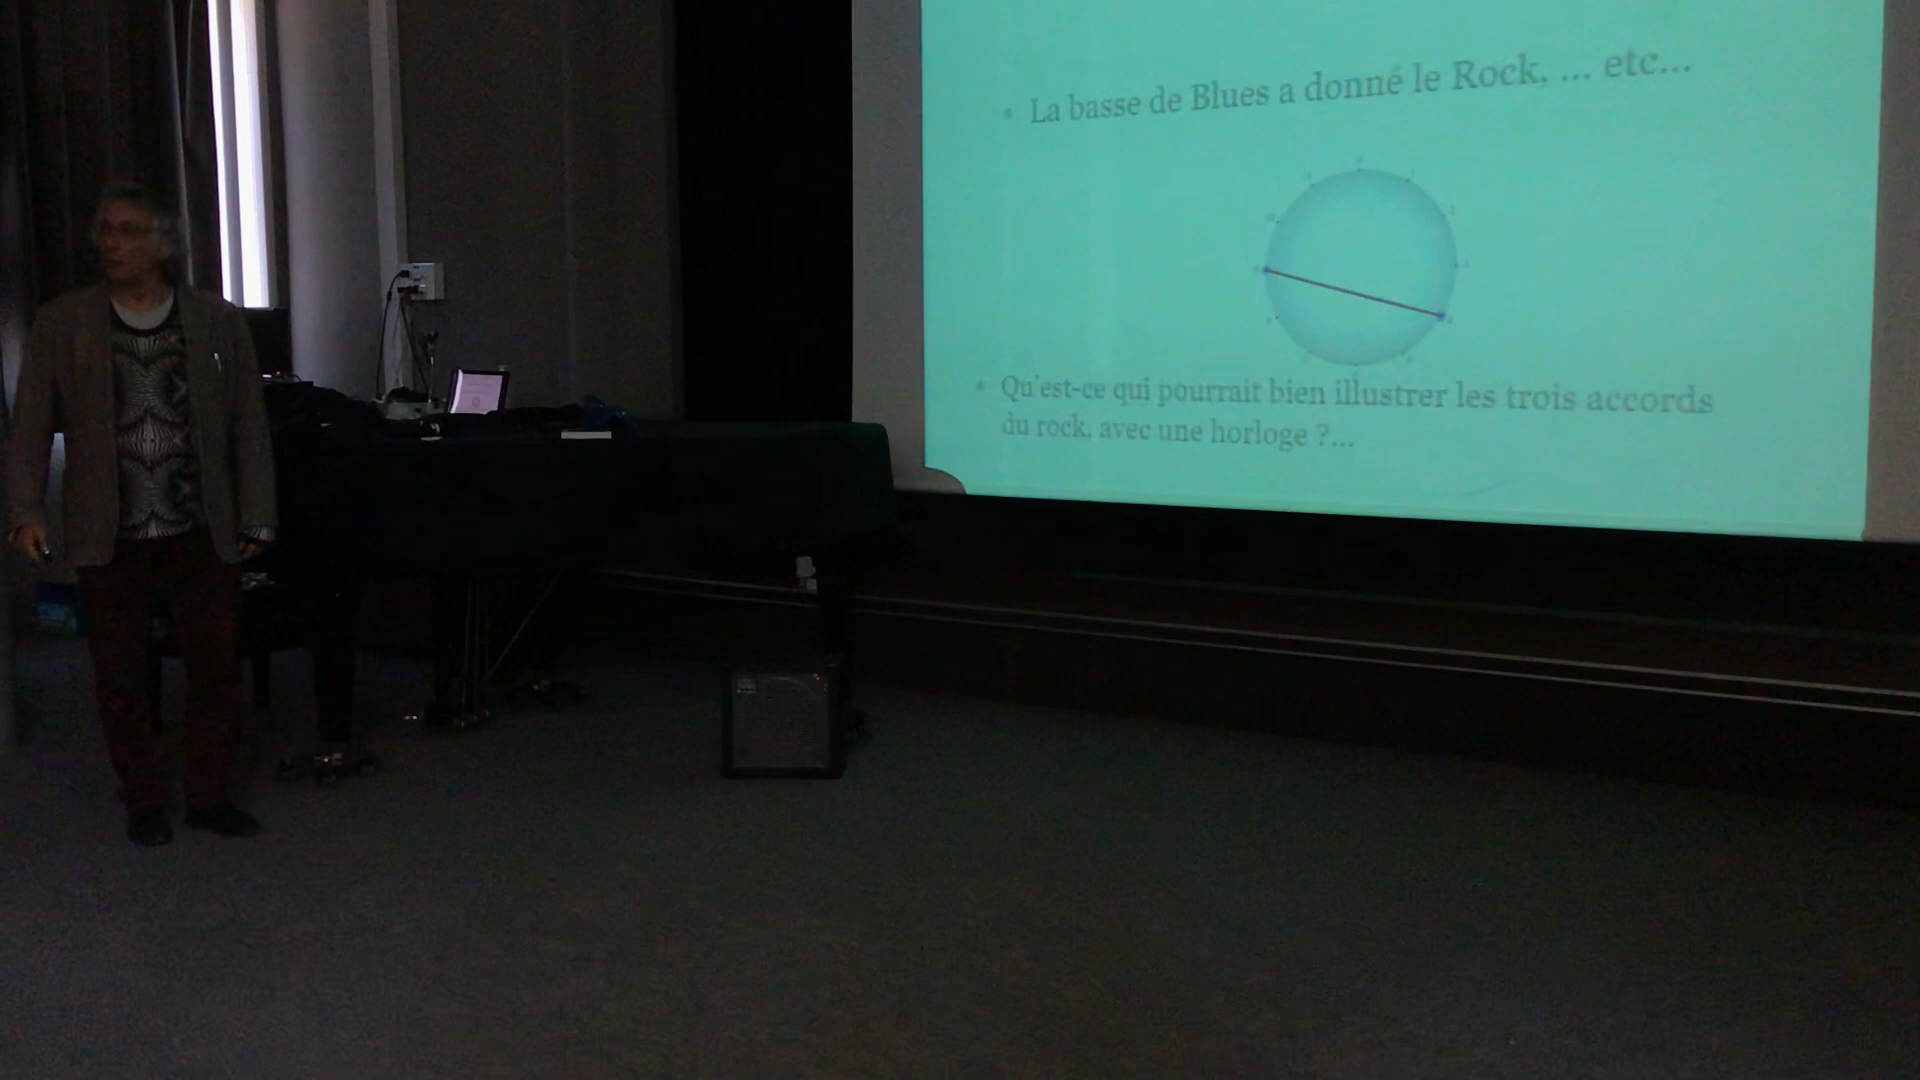 • La basse de Blues a donné le Rock, ... etc...
• Qu'est-ce qui pourrait bien illustrer les trois accords
du rock, avec une horloge ?...